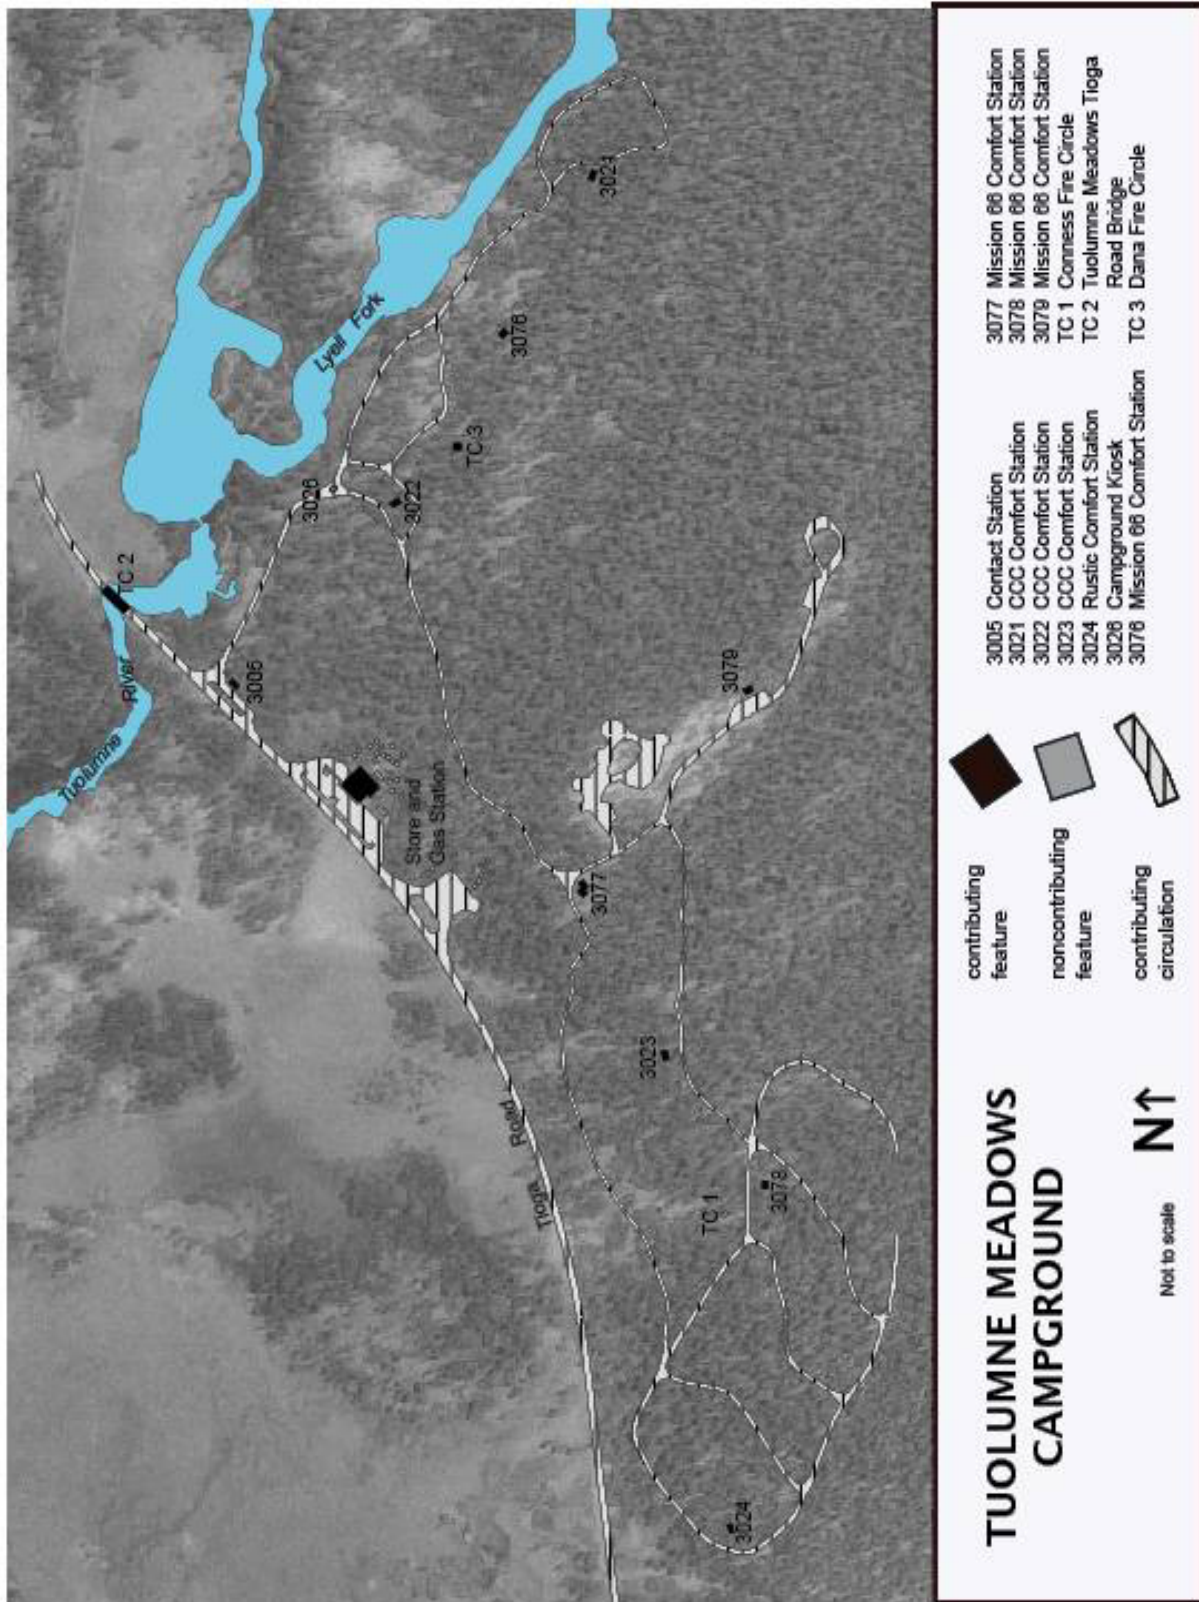 Tuolumne River
TC 2
3005
Lyell Fork
3026
Store and
Gas Station
3022
TC 3
3076
3021
Tioga Road
3077
3023
3079
TC 1
3078
3024
TUOLUMNE MEADOWS
CAMPGROUND
Not to scale
N↑
contributing
feature
noncontributing
feature
contributing
circulation
3005 Contact Station
3021 CCC Comfort Station
3022 CCC Comfort Station
3023 CCC Comfort Station
3024 Rustic Comfort Station
3026 Campground Kiosk
3076 Mission 66 Comfort Station
3077 Mission 66 Comfort Station
3078 Mission 66 Comfort Station
3079 Mission 66 Comfort Station
TC 1 Conness Fire Circle
TC 2 Tuolumne Meadows Tioga
Road Bridge
TC 3 Dana Fire Circle